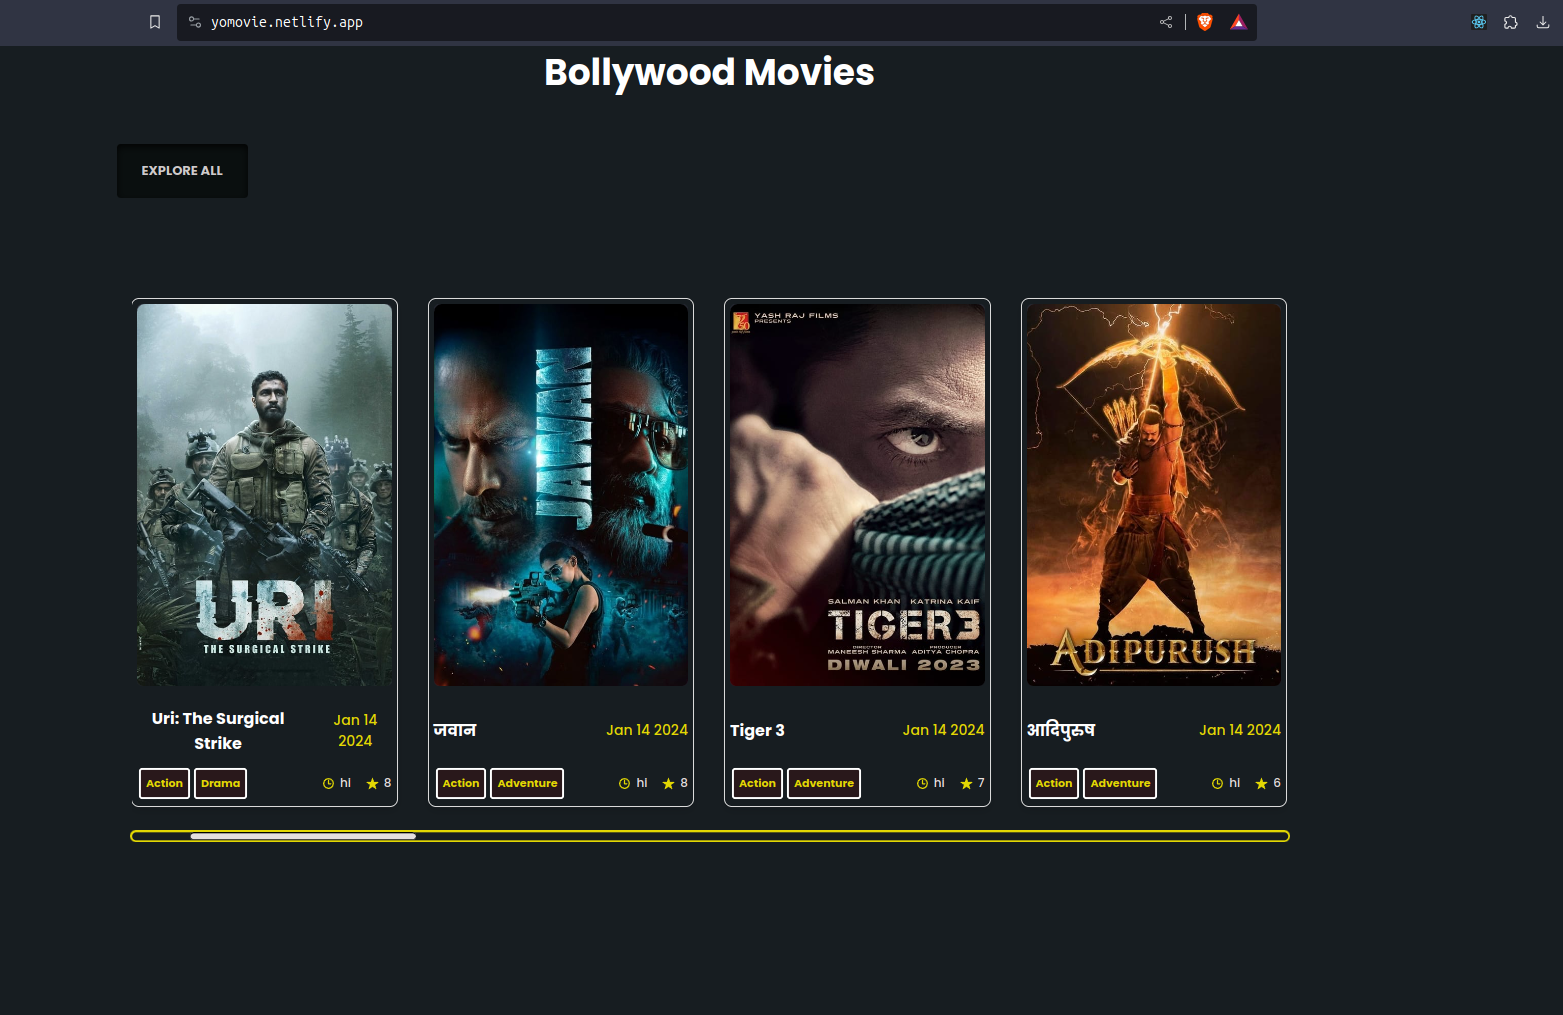 yomovie.netlify.app
Bollywood Movies
EXPLORE ALL
URI
THE SURGICAL STRIKE
Uri: The Surgical
Strike
Jan 14
2024
Action
Drama
hI
8
JAWAN
जवान
Jan 14 2024
Action
Adventure
hI
8
YASH RAJ FILMS
PRESENTS
SALMAN KHAN KATRINA KAIF
TIGER 3
DIRECTOR PRODUCER
MANEESH SHARMA ADITYA CHOPRA
DIWALI 2023
Tiger 3
Jan 14 2024
Action
Adventure
hI
7
ADIPURUSH
आदिपुरुष
Jan 14 2024
Action
Adventure
hI
6